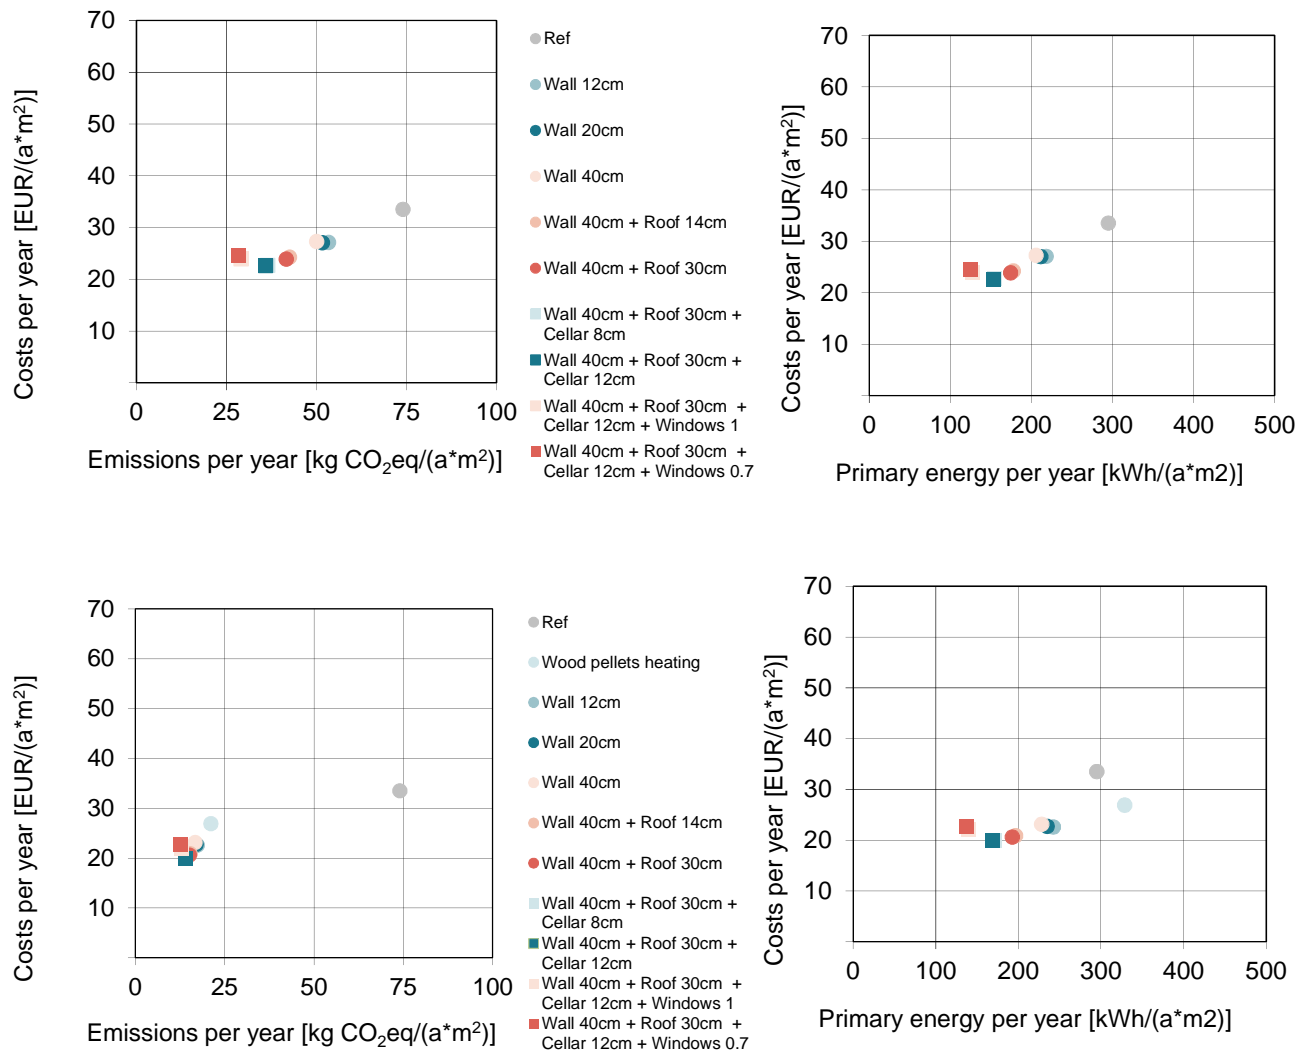 Costs per year [EUR/(a*m²)]
70
60
50
40
30
20
10
0
25
50
75
100
Emissions per year [kg CO₂eq/(a*m²)]
Ref
Wall 12cm
Wall 20cm
Wall 40cm
Wall 40cm + Roof 14cm
Wall 40cm + Roof 30cm
Wall 40cm + Roof 30cm +
Cellar 8cm
Wall 40cm + Roof 30cm +
Cellar 12cm
Wall 40cm + Roof 30cm +
Cellar 12cm + Windows 1
Wall 40cm + Roof 30cm +
Cellar 12cm + Windows 0.7
Costs per year [EUR/(a*m²)]
70
60
50
40
30
20
10
0
100
200
300
400
500
Primary energy per year [kWh/(a*m2)]
Costs per year [EUR/(a*m²)]
70
60
50
40
30
20
10
0
25
50
75
100
Emissions per year [kg CO₂eq/(a*m²)]
Ref
Wood pellets heating
Wall 12cm
Wall 20cm
Wall 40cm
Wall 40cm + Roof 14cm
Wall 40cm + Roof 30cm
Wall 40cm + Roof 30cm +
Cellar 8cm
Wall 40cm + Roof 30cm +
Cellar 12cm
Wall 40cm + Roof 30cm +
Cellar 12cm + Windows 1
Wall 40cm + Roof 30cm +
Cellar 12cm + Windows 0.7
Costs per year [EUR/(a*m²)]
70
60
50
40
30
20
10
0
100
200
300
400
500
Primary energy per year [kWh/(a*m2)]